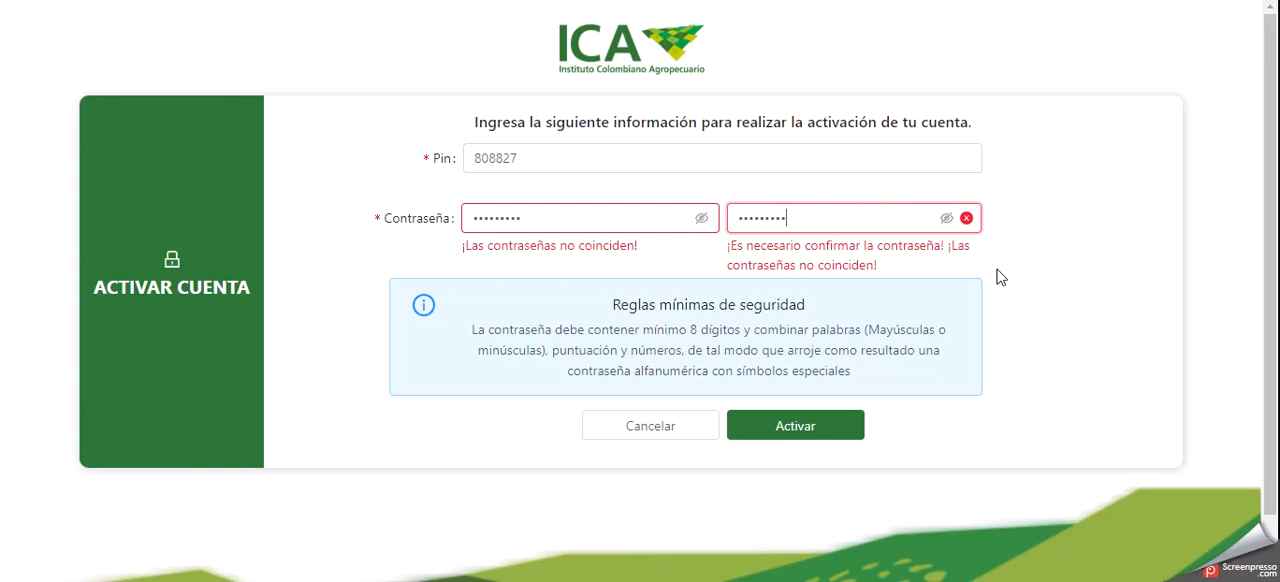 ICA
Instituto Colombiano Agropecuario
Ingresa la siguiente información para realizar la activación de tu cuenta.
* Pin: 808827
* Contraseña: ••••••••• •••••••••
¡Las contraseñas no coinciden!
¡Es necesario confirmar la contraseña! ¡Las
contraseñas no coinciden!
ACTIVAR CUENTA
Reglas mínimas de seguridad
La contraseña debe contener mínimo 8 dígitos y combinar palabras (Mayúsculas o
minúsculas), puntuación y números, de tal modo que arroje como resultado una
contraseña alfanumérica con símbolos especiales
Cancelar
Activar
Screenpresso
.com